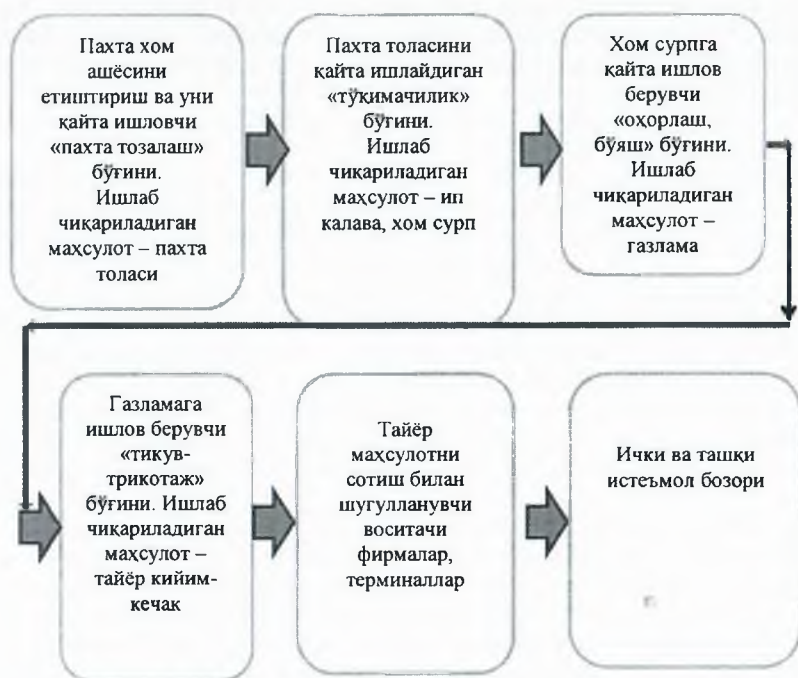 Пахта хом
ашёсини
етиштириш ва уни
қайта ишловчи
«пахта тозалаш»
бўғини.
Ишлаб
чиқариладиган
маҳсулот – пахта
толаси
Пахта толасини
қайта ишлайдиган
«тўқимачилик»
бўгини.
Ишлаб
чиқариладиган
маҳсулот – ип
калава, хом сурп
Хом сурпга
қайта ишлов
берувчи
«оҳорлаш,
бўяш» бўғини.
Ишлаб
чиқариладиган
маҳсулот –
газлама
Газламага
ишлов берувчи
«тикув-
трикотаж»
бўғини. Ишлаб
чиқариладиган
маҳсулот –
тайёр кийим-
кечак
Тайёр
маҳсулотни
сотиш билан
шугулланувчи
воситачи
фирмалар,
терминаллар
Ички ва ташқи
истеъмол бозори